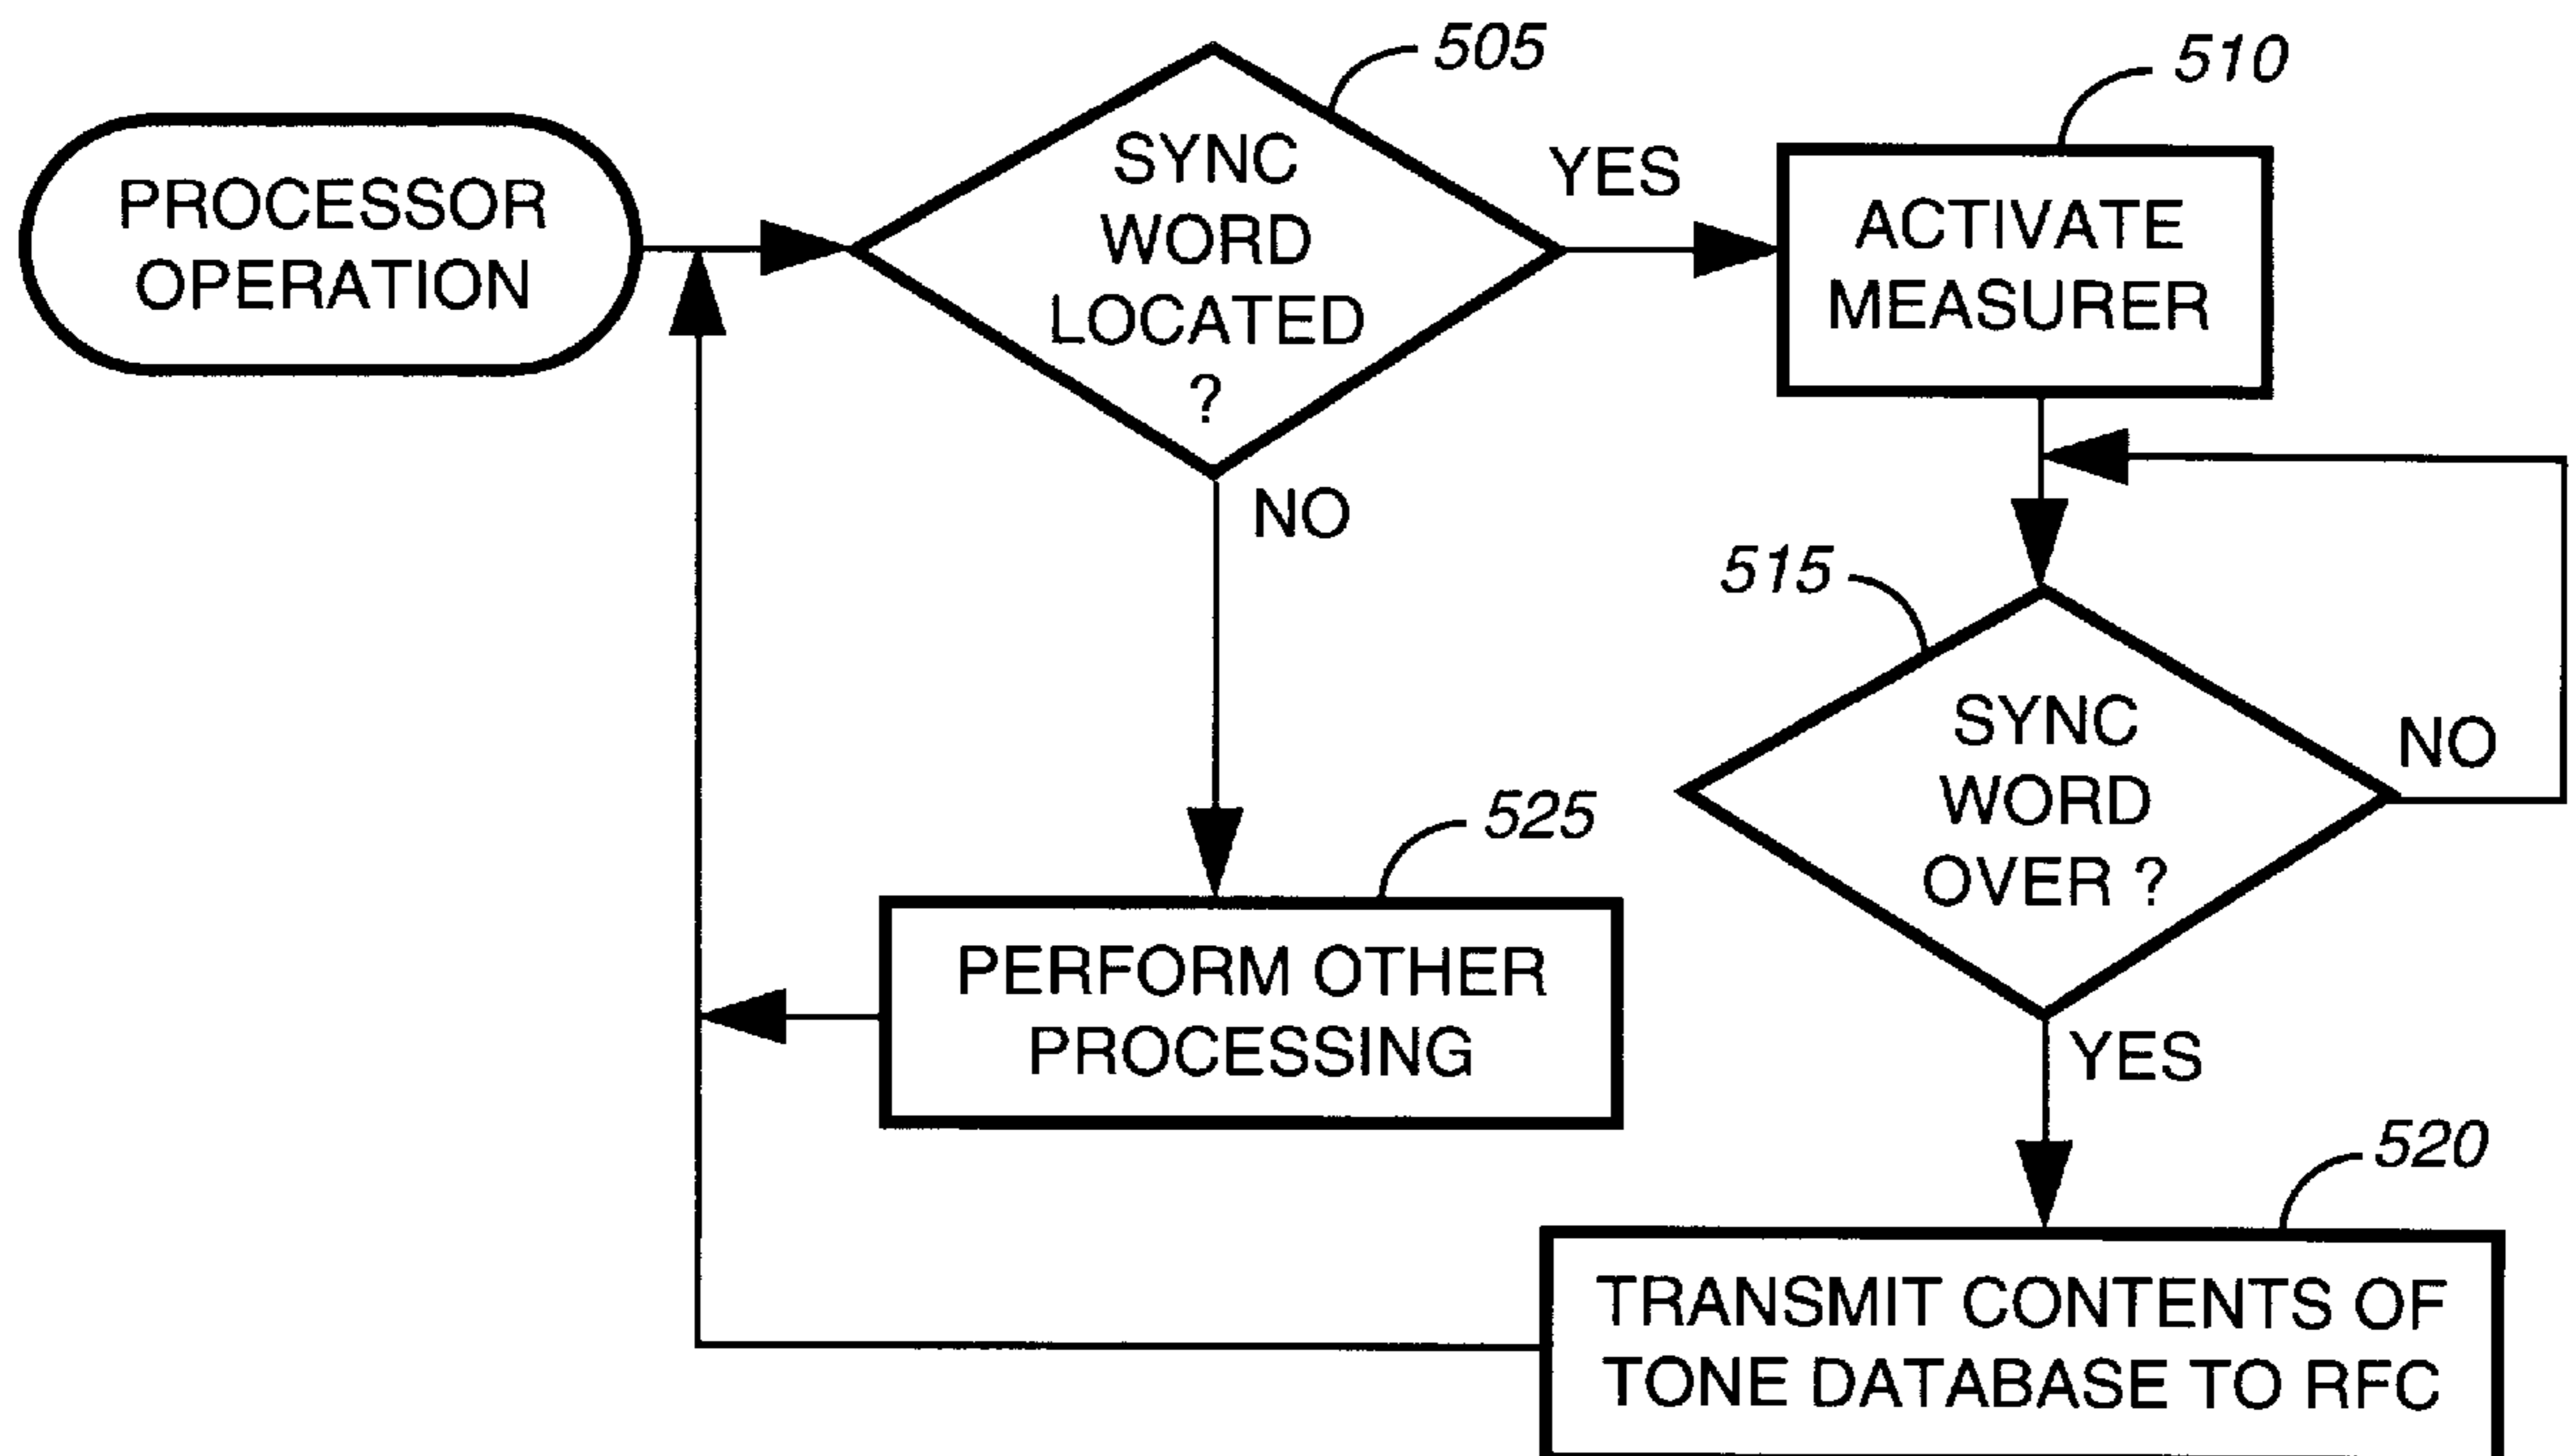 PROCESSOR
OPERATION
505
SYNC
WORD
LOCATED
?
YES
NO
510
ACTIVATE
MEASURER
515
SYNC
WORD
OVER ?
NO
YES
525
PERFORM OTHER
PROCESSING
520
TRANSMIT CONTENTS OF
TONE DATABASE TO RFC